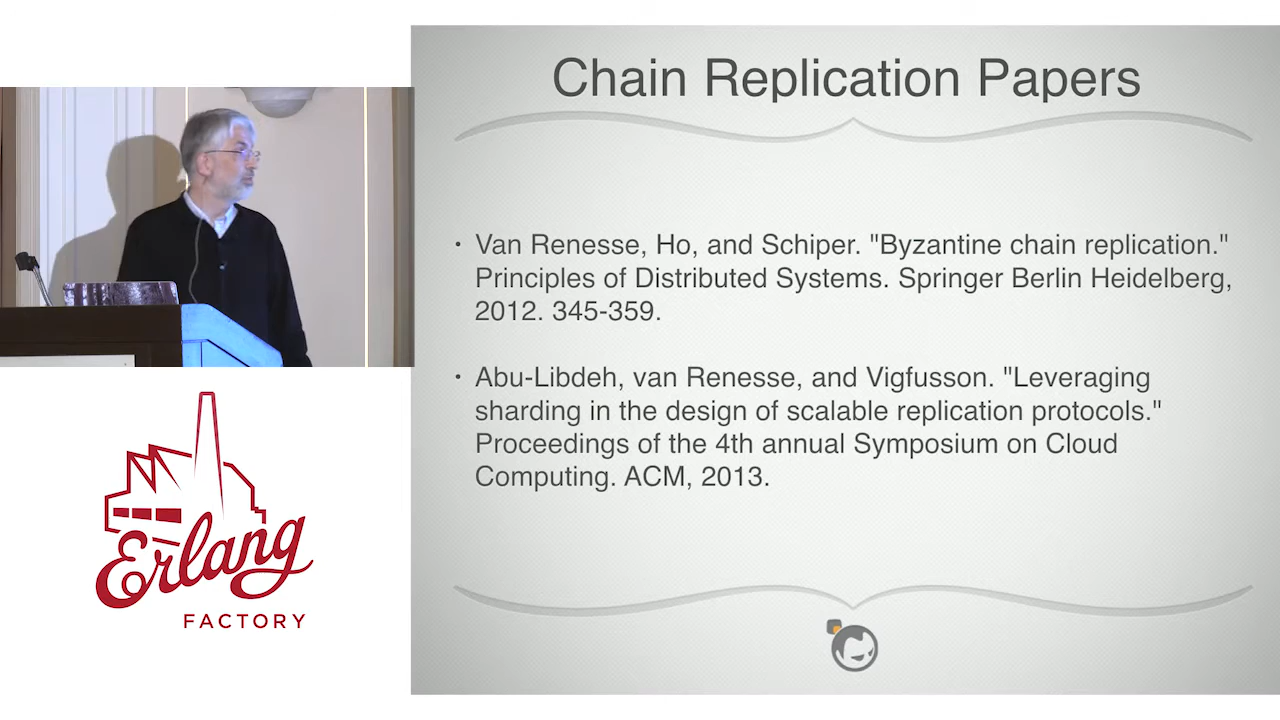 Chain Replication Papers
• Van Renesse, Ho, and Schiper. "Byzantine chain replication."
Principles of Distributed Systems. Springer Berlin Heidelberg,
2012. 345-359.
• Abu-Libdeh, van Renesse, and Vigfusson. "Leveraging
sharding in the design of scalable replication protocols."
Proceedings of the 4th annual Symposium on Cloud
Computing. ACM, 2013.
Erlang
FACTORY